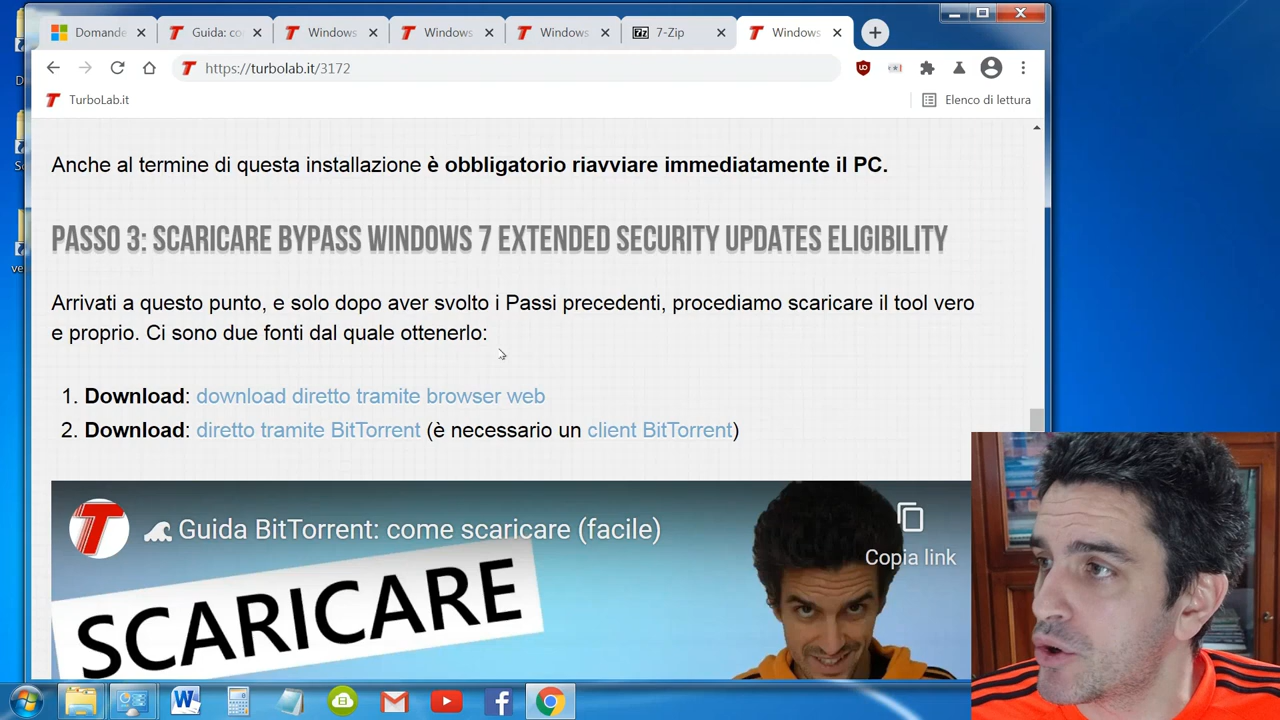 Domande
Guida: co
Windows
Windows
Windows
7-Zip
Windows
https://turbolab.it/3172
TurboLab.it
Elenco di lettura
Anche al termine di questa installazione è obbligatorio riavviare immediatamente il PC.
PASSO 3: SCARICARE BYPASS WINDOWS 7 EXTENDED SECURITY UPDATES ELIGIBILITY
Arrivati a questo punto, e solo dopo aver svolto i Passi precedenti, procediamo scaricare il tool vero
e proprio. Ci sono due fonti dal quale ottenerlo:
1. Download: download diretto tramite browser web
2. Download: diretto tramite BitTorrent (è necessario un client BitTorrent)
Guida BitTorrent: come scaricare (facile)
Copia link
SCARICARE